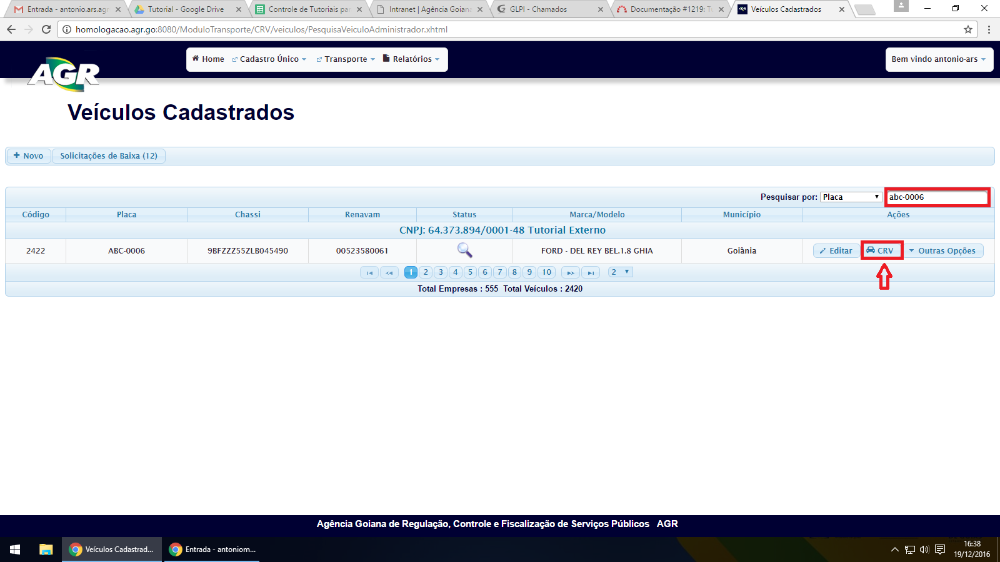 Entrada - antonio.ars.agr
Tutorial - Google Drive
Controle de Tutoriais par
Intranet | Agência Goiana
GLPI - Chamados
Documentação #1219: Tu
Veículos Cadastrados
homologacao.agr.go:8080/ModuloTransporte/CRV/veiculos/PesquisaVeiculoAdministrador.xhtml
AGR
Home Cadastro Único Transporte Relatórios
Bem vindo antonio-ars
Veículos Cadastrados
Novo Solicitações de Baixa (12)
Pesquisar por: Placa abc-0006
Código Placa Chassi Renavam Status Marca/Modelo Município Ações
CNPJ: 64.373.894/0001-48 Tutorial Externo
2422 ABC-0006 9BFZZZ55ZLB045490 00523580061 FORD - DEL REY BEL.1.8 GHIA Goiânia Editar CRV Outras Opções
1 2 3 4 5 6 7 8 9 10 2
Total Empresas : 555 Total Veículos : 2420
Agência Goiana de Regulação, Controle e Fiscalização de Serviços Públicos AGR
Veículos Cadastrad...
Entrada - antoniom...
16:38
19/12/2016